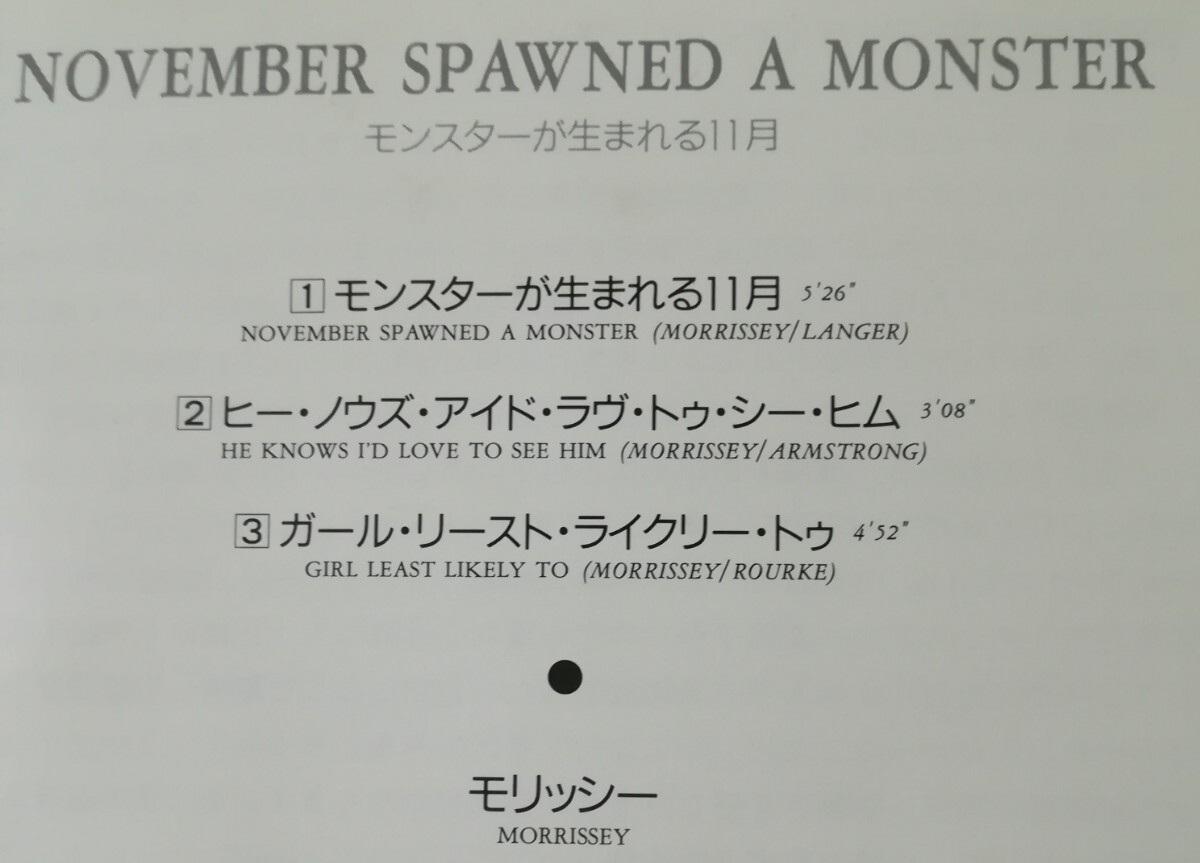 NOVEMBER SPAWNED A MONSTER
モンスターが生まれる11月
1 モンスターが生まれる11月 5'26"
NOVEMBER SPAWNED A MONSTER (MORRISSEY/LANGER)
2 ヒー・ノウズ・アイド・ラヴ・トゥ・シー・ヒム 3'08"
HE KNOWS I'D LOVE TO SEE HIM (MORRISSEY/ARMSTRONG)
3 ガール・リースト・ライクリー・トゥ 4'52"
GIRL LEAST LIKELY TO (MORRISSEY/ROURKE)
●
モリッシー
MORRISSEY